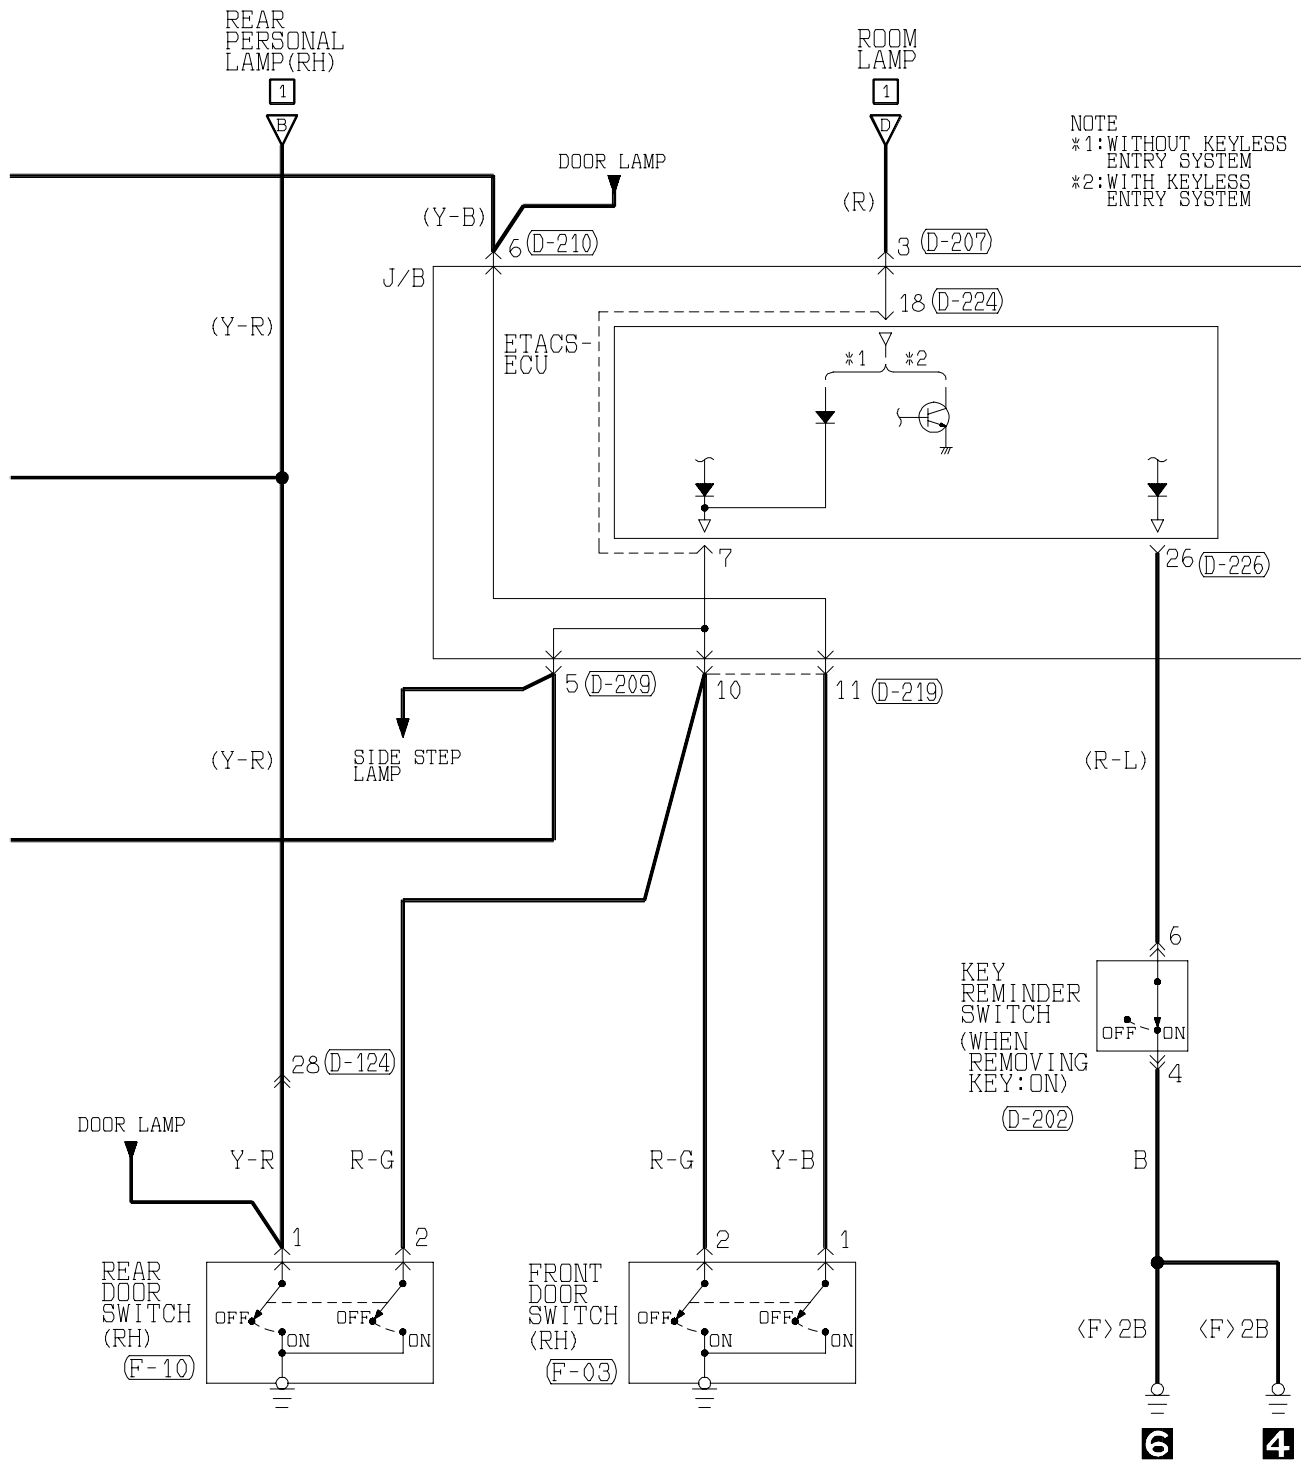 REAR
PERSONAL
LAMP(RH)
1
B
ROOM
LAMP
1
D
NOTE
*1:WITHOUT KEYLESS
ENTRY SYSTEM
*2:WITH KEYLESS
ENTRY SYSTEM
DOOR LAMP
(Y-B)
(R)
6 (D-210)
3 (D-207)
J/B
18 (D-224)
(Y-R)
ETACS-
ECU
*1 *2
7
26 (D-226)
5 (D-209)
10
11 (D-219)
SIDE STEP
LAMP
(Y-R)
(R-L)
6
KEY
REMINDER
SWITCH
(WHEN
REMOVING
KEY:ON)
OFF ON
4
(D-202)
28 (D-124)
DOOR LAMP
Y-R
R-G
R-G
Y-B
B
1
2
2
1
REAR
DOOR
SWITCH
(RH)
(F-10)
OFF
ON
OFF
ON
FRONT
DOOR
SWITCH
(RH)
(F-03)
OFF
ON
OFF
ON
<F>2B
<F>2B
6
4